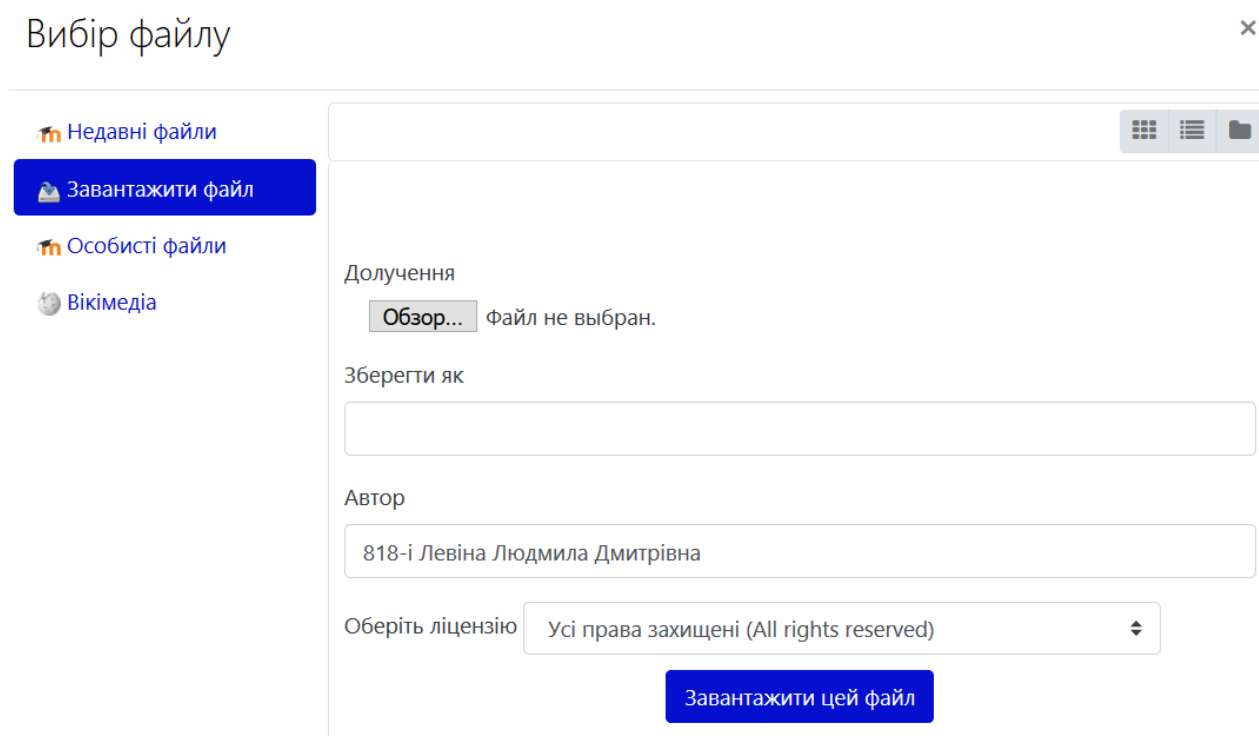 Вибір файлу
×
Недавні файли
Завантажити файл
Особисті файли
Вікімедіа
Долучення
Обзор... Файл не выбран.
Зберегти як
Автор
818-і Левіна Людмила Дмитрівна
Оберіть ліцензію Усі права захищені (All rights reserved)
Завантажити цей файл